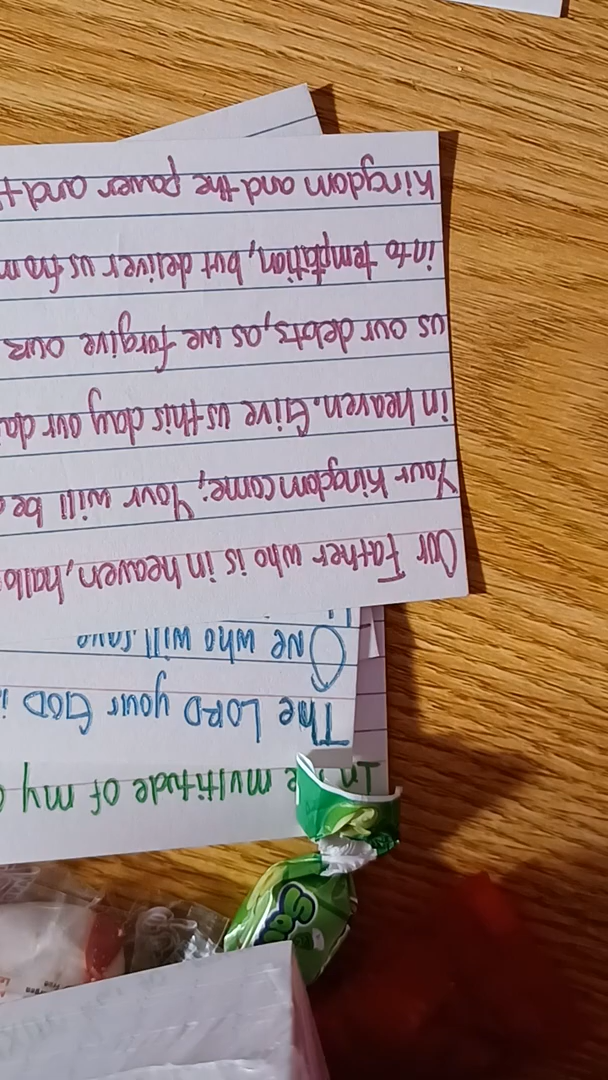 In the multitude of my
The LORD your GOD
One who will save
Our Father who is in heaven, hallo
Your kingdom come; Your will be
in heaven. Give us this day our dai
us our debts, as we forgive our
into temptation, but deliver us from
kingdom and the power and t